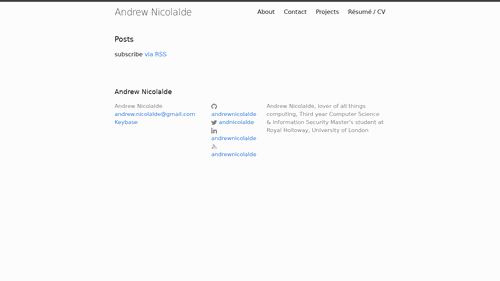 Andrew Nicolalde
About Contact Projects Résumé / CV
Posts
subscribe via RSS
Andrew Nicolalde
Andrew Nicolalde
andrew.nicolalde@gmail.com
Keybase
andrewnicolalde
andnicolalde
andrewnicolalde
andrewnicolalde
Andrew Nicolalde, lover of all things
computing, Third year Computer Science
& Information Security Master's student at
Royal Holloway, University of London